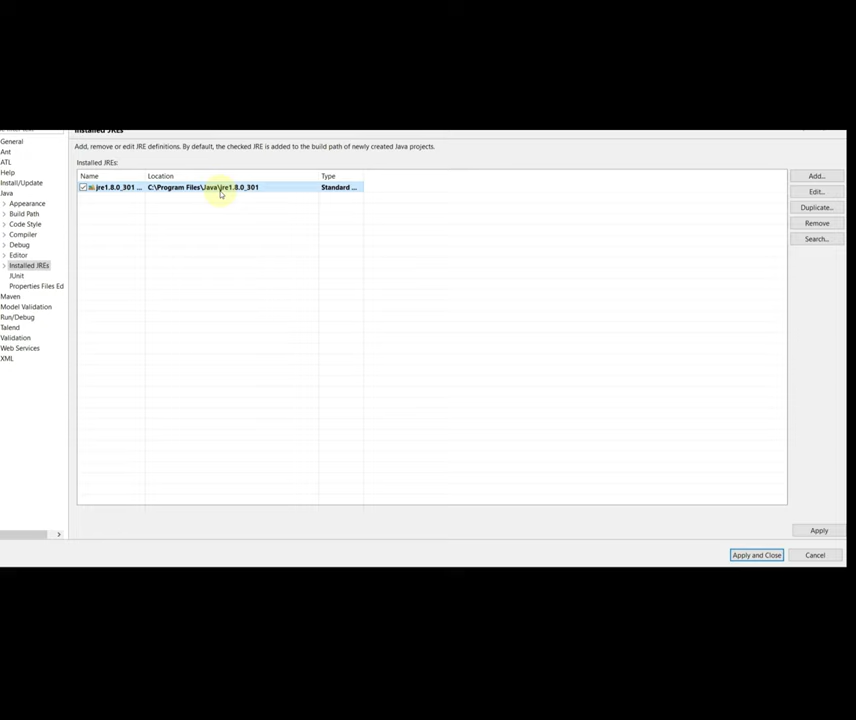 Installed JREs
Add, remove or edit JRE definitions. By default, the checked JRE is added to the build path of newly created Java projects.
Installed JREs:
Name Location Type
jre1.8.0_301 ... C:\Program Files\Java\jre1.8.0_301 Standard ...
Add...
Edit...
Duplicate...
Remove
Search...
General
Ant
ATL
Help
Install/Update
Java
Appearance
Build Path
Code Style
Compiler
Debug
Editor
Installed JREs
JUnit
Properties Files Ed
Maven
Model Validation
Run/Debug
Talend
Validation
Web Services
XML
Apply
Apply and Close Cancel